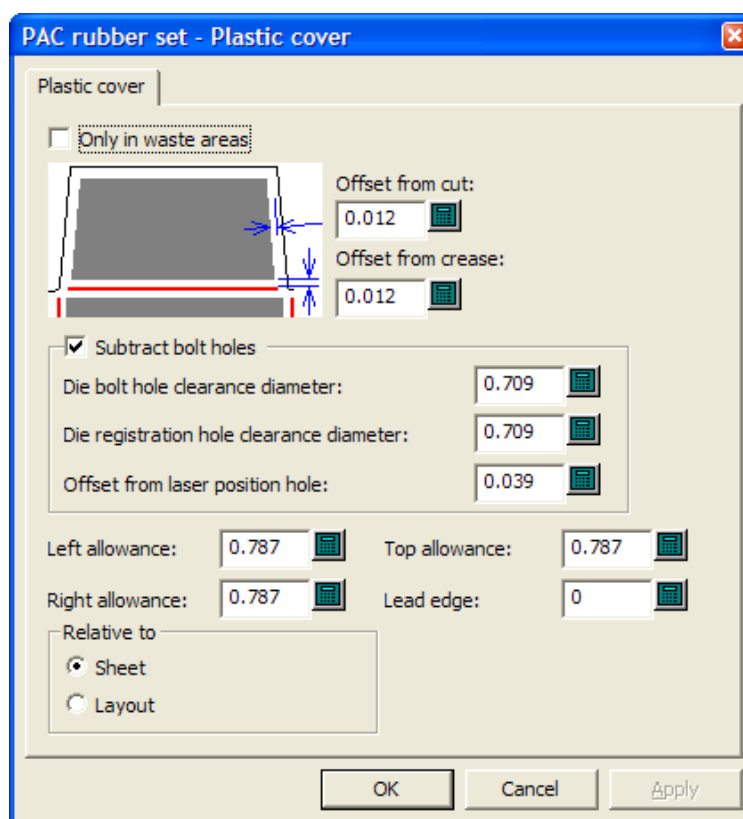 PAC rubber set - Plastic cover
Plastic cover
Only in waste areas
Offset from cut:
0.012
Offset from crease:
0.012
Subtract bolt holes
Die bolt hole clearance diameter: 0.709
Die registration hole clearance diameter: 0.709
Offset from laser position hole: 0.039
Left allowance: 0.787 Top allowance: 0.787
Right allowance: 0.787 Lead edge: 0
Relative to
Sheet
Layout
OK Cancel Apply